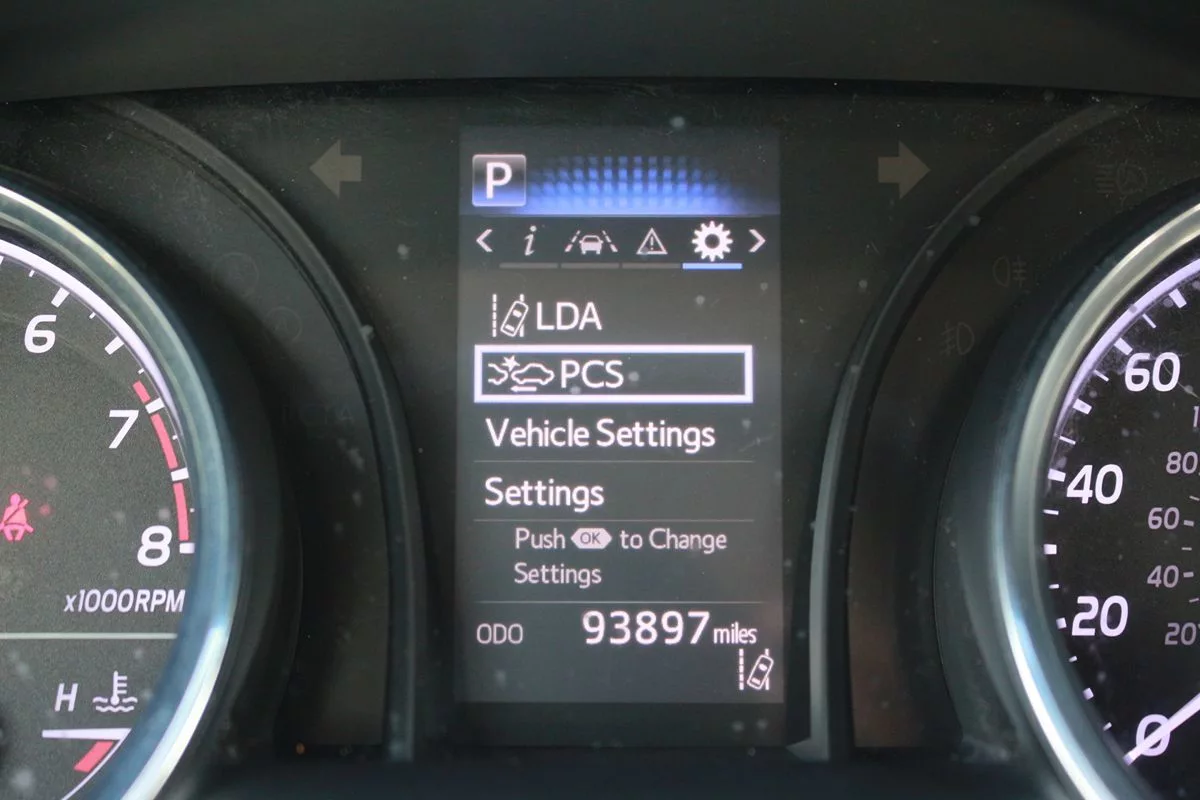 P
i
LDA
PCS
Vehicle Settings
Settings
Push OK to Change
Settings
ODO 93897 miles
6
7
8
x1000RPM
H
60
80
40
60
40
20
20
0